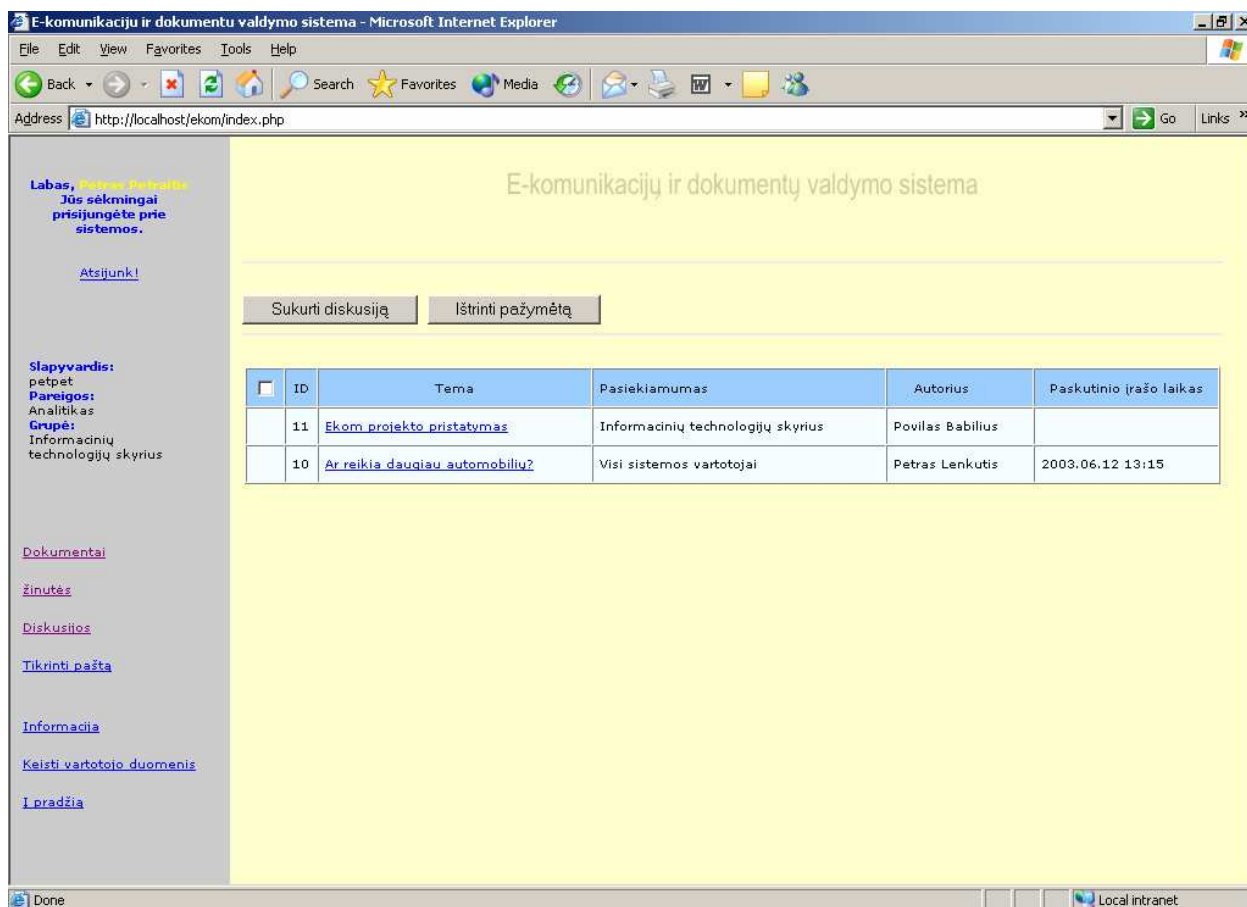 E-komunikaciju ir dokumentu valdymo sistema - Microsoft Internet Explorer
File Edit View Favorites Tools Help
Back Search Favorites Media
Address http://localhost/ekom/index.php Go Links »
Labas, Petras Petraitis
Jūs sėkmingai
prisijungėte prie
sistemos.
Atsijunk!
Slapyvardis:
petpet
Pareigos:
Analitikas
Grupė:
Informacinių
technologijų skyrius
Dokumentai
žinutės
Diskusijos
Tikrinti paštą
Informacija
Keisti vartotojo duomenis
Į pradžią
E-komunikacijų ir dokumentų valdymo sistema
Sukurti diskusiją Ištrinti pažymėtą
ID Tema Pasiekiamumas Autorius Paskutinio įrašo laikas
11 Ekom projekto pristatymas Informacinių technologijų skyrius Povilas Babilius
10 Ar reikia daugiau automobilių? Visi sistemos vartotojai Petras Lenkutis 2003.06.12 13:15
Done Local intranet